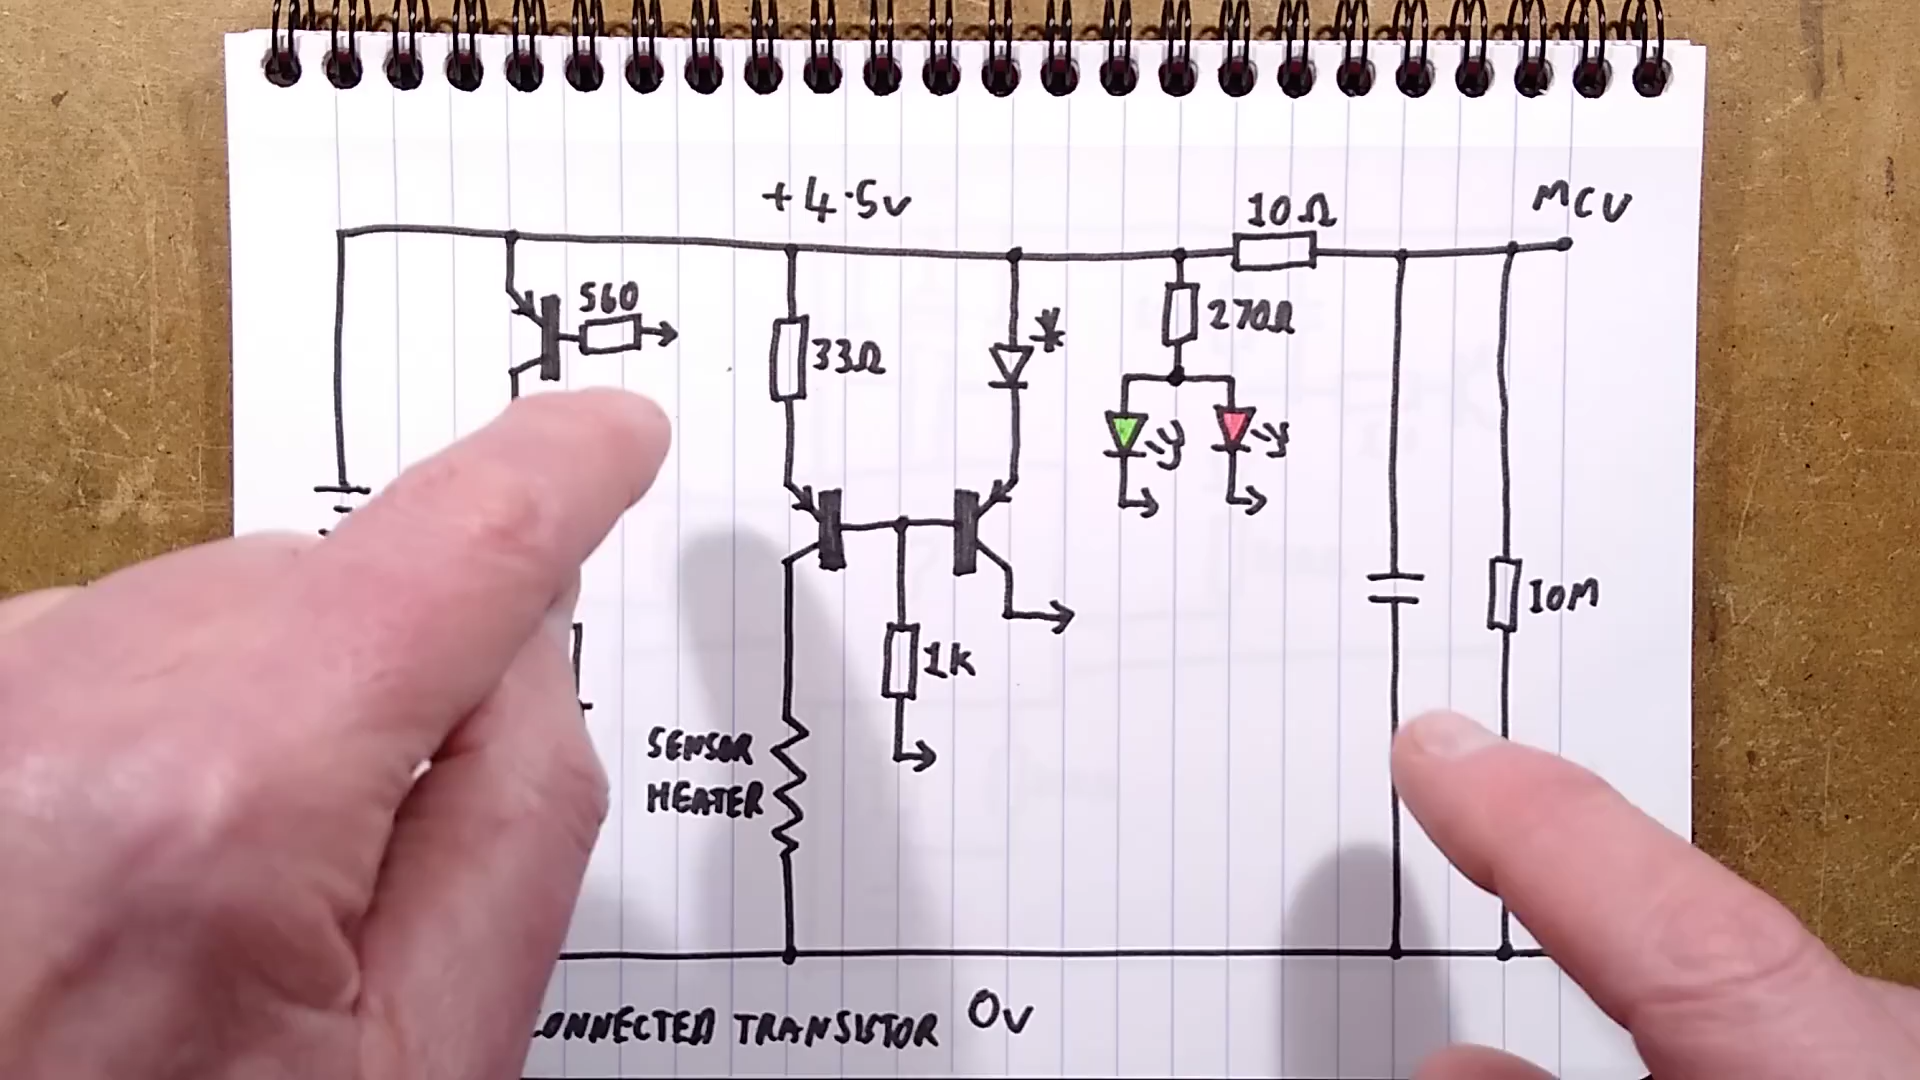 +4.5v
10Ω
MCU
560
33Ω
*
270Ω
1K
10M
SENSOR
HEATER
CONNECTED TRANSISTOR
0v